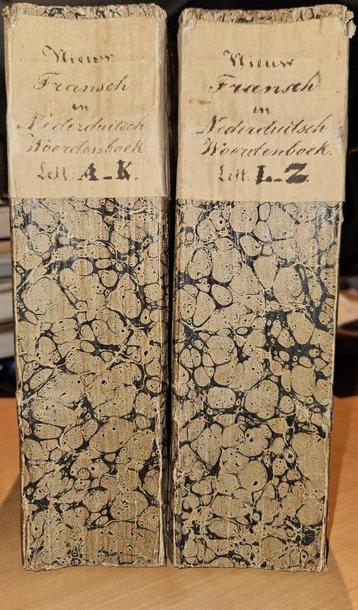 Nieuw
Fransch
en
Nederduitsch
Woordenboek
Lett. A-K.
Nieuw
Fransch
en
Nederduitsch
Woordenboek.
Lett. L-Z